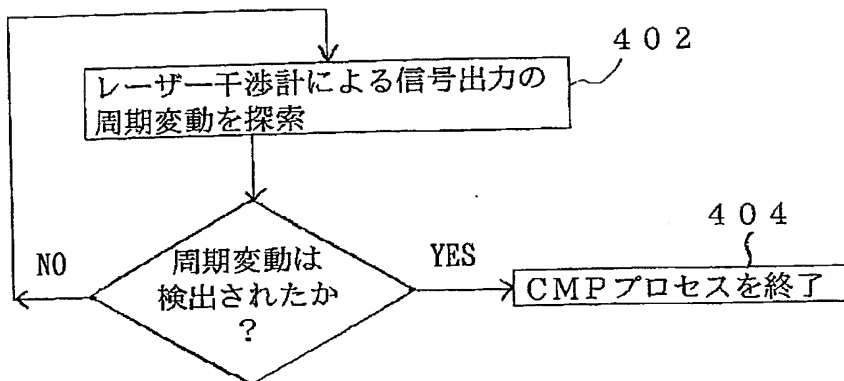 402
レーザー干渉計による信号出力の
周期変動を探索
404
NO
周期変動は
検出されたか
?
YES
CMPプロセスを終了